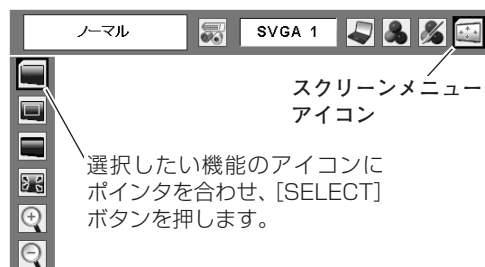 ノーマル
SVGA 1
スクリーンメニュー
アイコン
選択したい機能のアイコンに
ポインタを合わせ、［SELECT］
ボタンを押します。